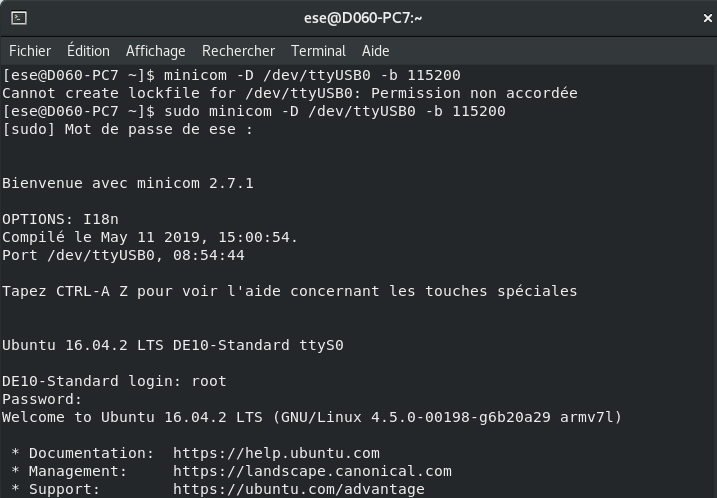 ese@D060-PC7:~
Fichier Édition Affichage Rechercher Terminal Aide
[ese@D060-PC7 ~]$ minicom -D /dev/ttyUSB0 -b 115200
Cannot create lockfile for /dev/ttyUSB0: Permission non accordée
[ese@D060-PC7 ~]$ sudo minicom -D /dev/ttyUSB0 -b 115200
[sudo] Mot de passe de ese :
Bienvenue avec minicom 2.7.1
OPTIONS: I18n
Compilé le May 11 2019, 15:00:54.
Port /dev/ttyUSB0, 08:54:44
Tapez CTRL-A Z pour voir l'aide concernant les touches spéciales
Ubuntu 16.04.2 LTS DE10-Standard ttyS0
DE10-Standard login: root
Password:
Welcome to Ubuntu 16.04.2 LTS (GNU/Linux 4.5.0-00198-g6b20a29 armv7l)
* Documentation:  https://help.ubuntu.com
* Management:     https://landscape.canonical.com
* Support:        https://ubuntu.com/advantage